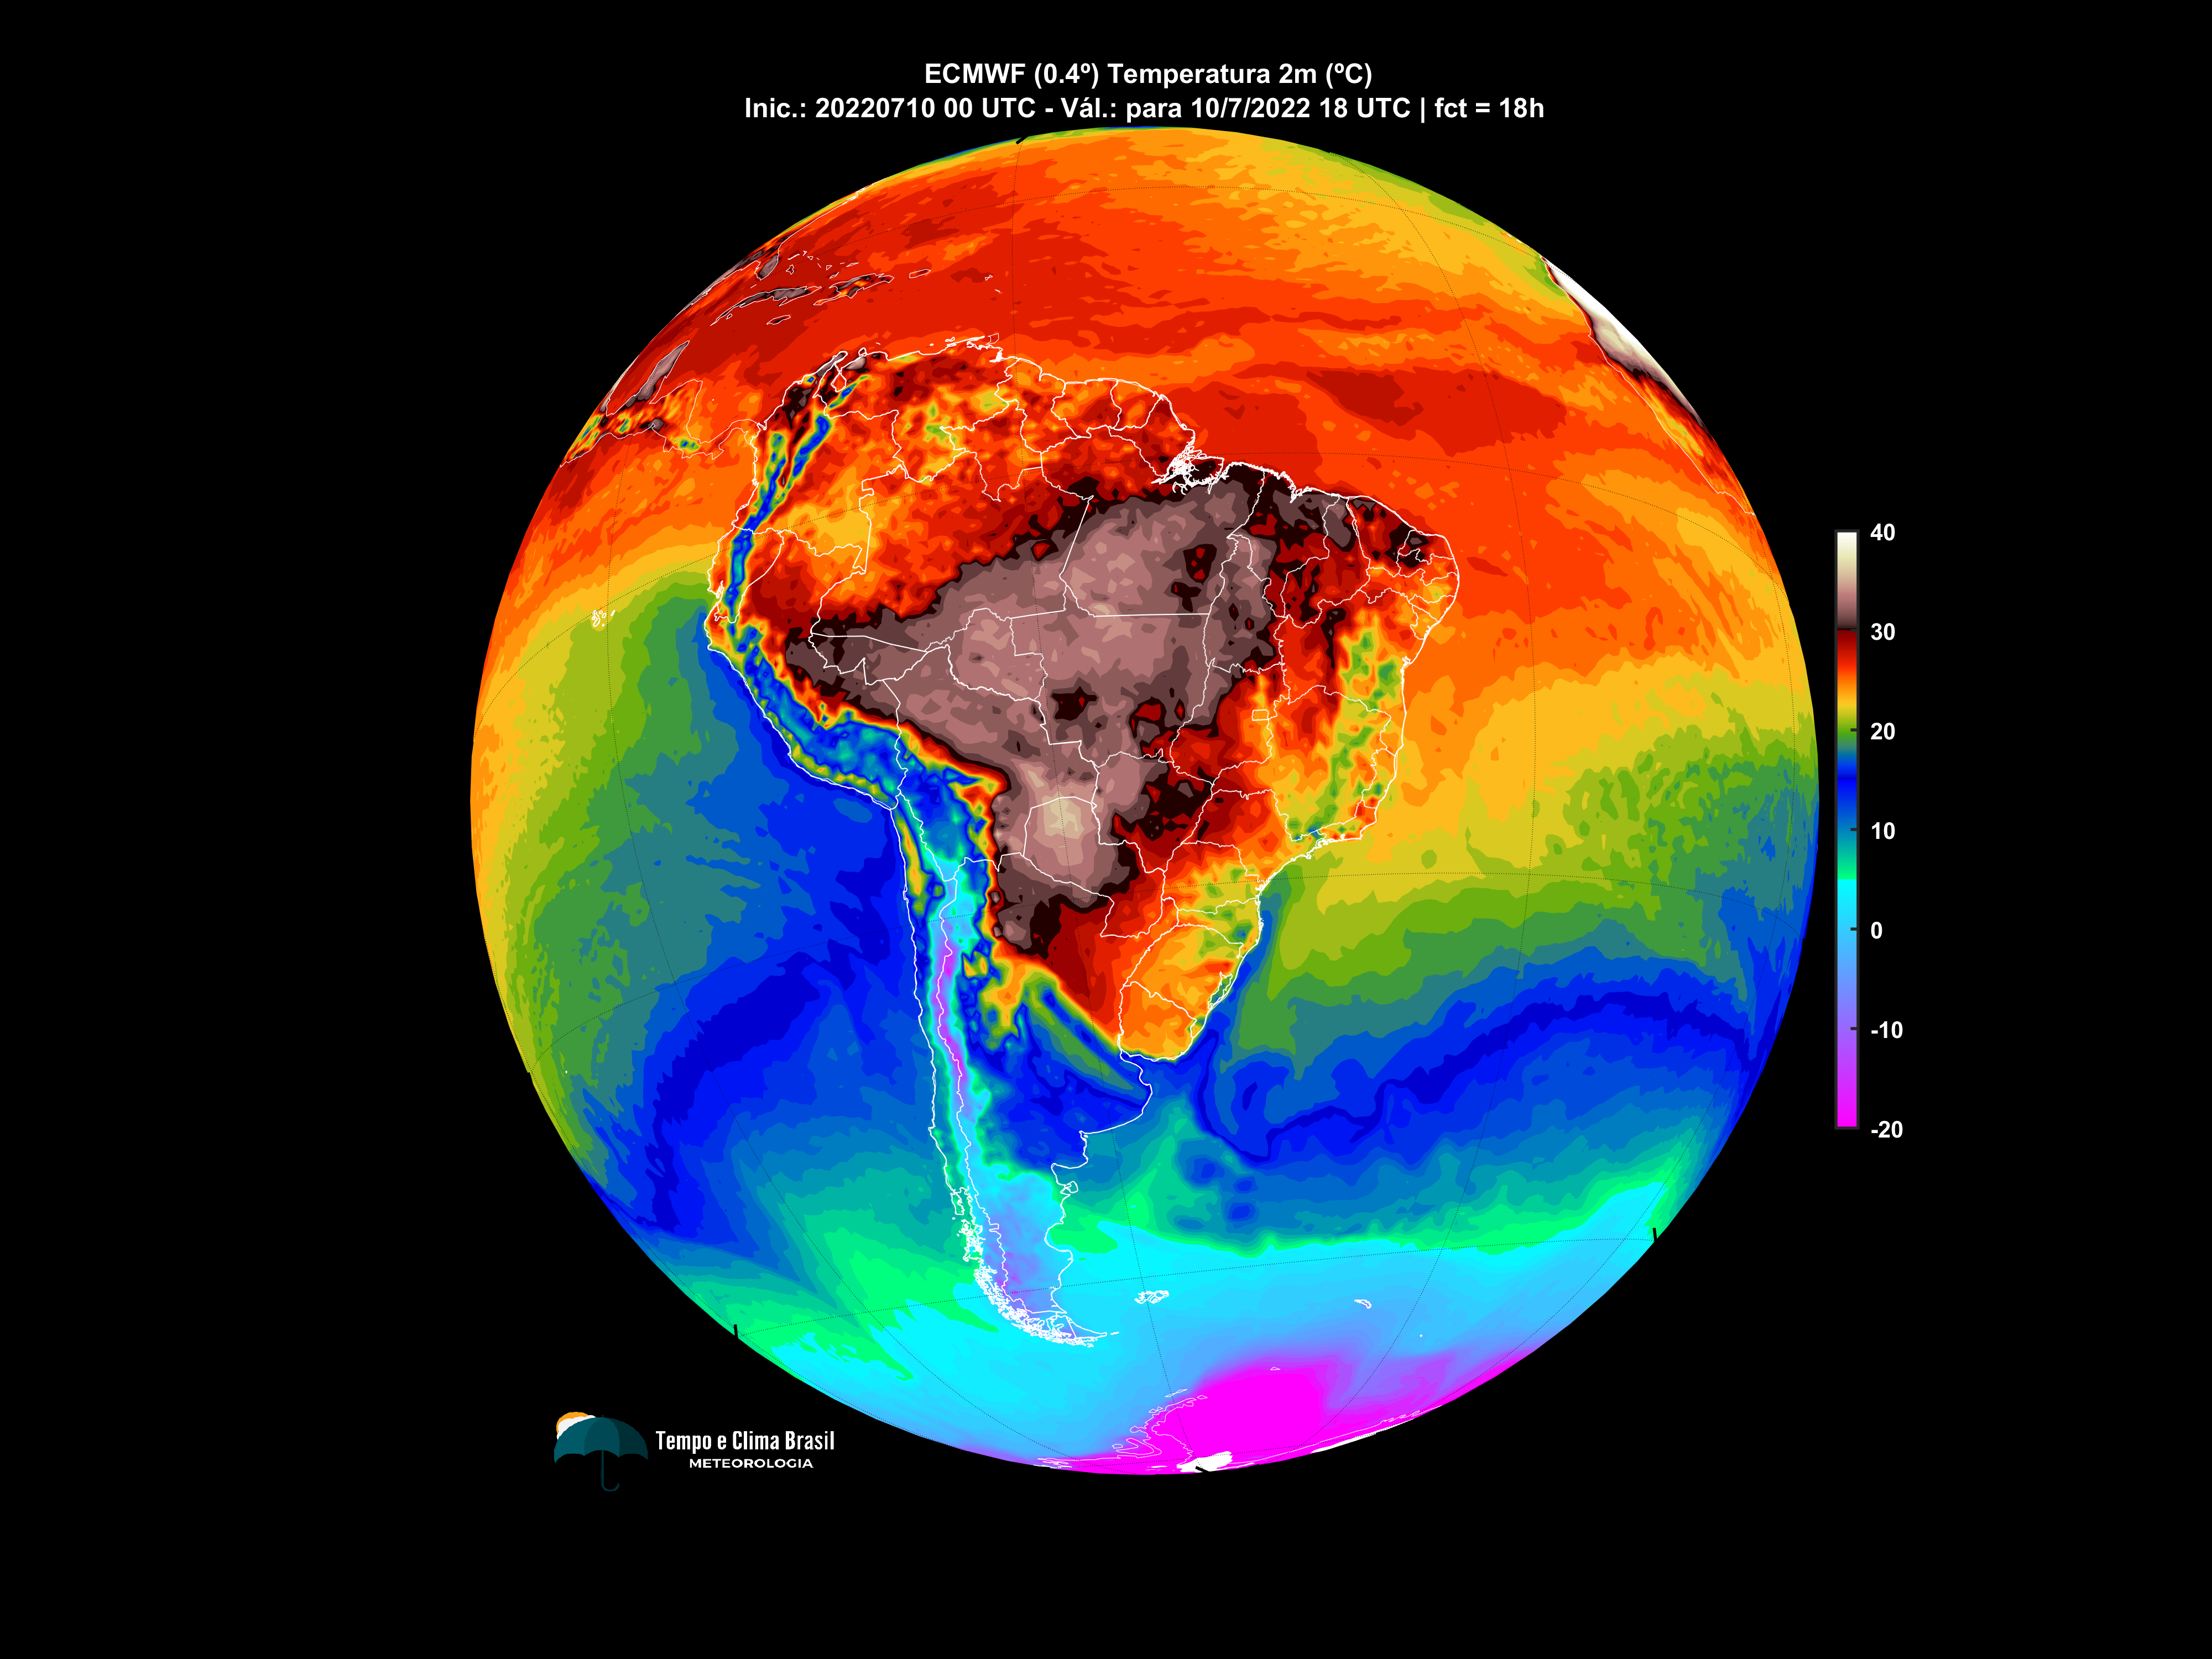 ECMWF (0.4º) Temperatura 2m (ºC)
Inic.: 20220710 00 UTC - Vál.: para 10/7/2022 18 UTC | fct = 18h
40
30
20
10
0
-10
-20
Tempo e Clima Brasil
METEOROLOGIA